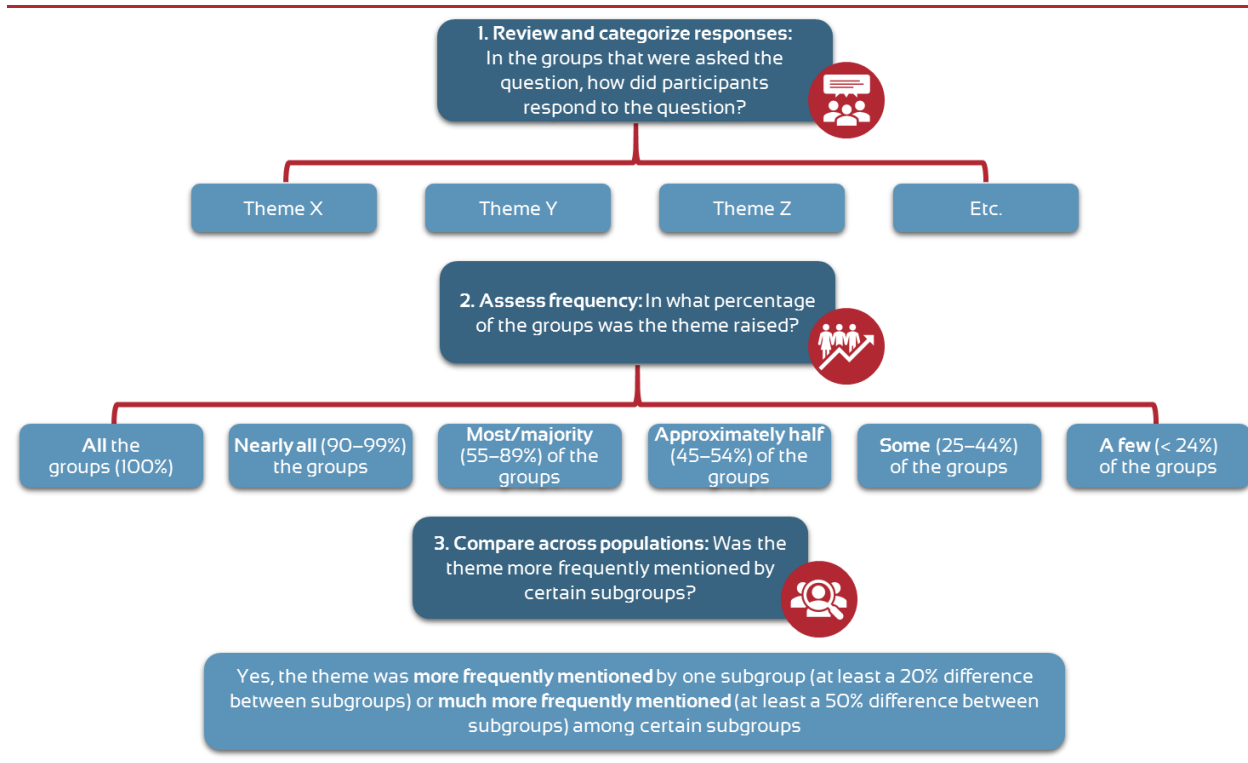 1. Review and categorize responses:
In the groups that were asked the
question, how did participants
respond to the question?
Theme X
Theme Y
Theme Z
Etc.
2. Assess frequency: In what percentage
of the groups was the theme raised?
All the
groups (100%)
Nearly all (90–99%)
the groups
Most/majority
(55–89%) of the
groups
Approximately half
(45–54%) of the
groups
Some (25–44%)
of the groups
A few (< 24%)
of the groups
3. Compare across populations: Was the
theme more frequently mentioned by
certain subgroups?
Yes, the theme was more frequently mentioned by one subgroup (at least a 20% difference
between subgroups) or much more frequently mentioned (at least a 50% difference between
subgroups) among certain subgroups